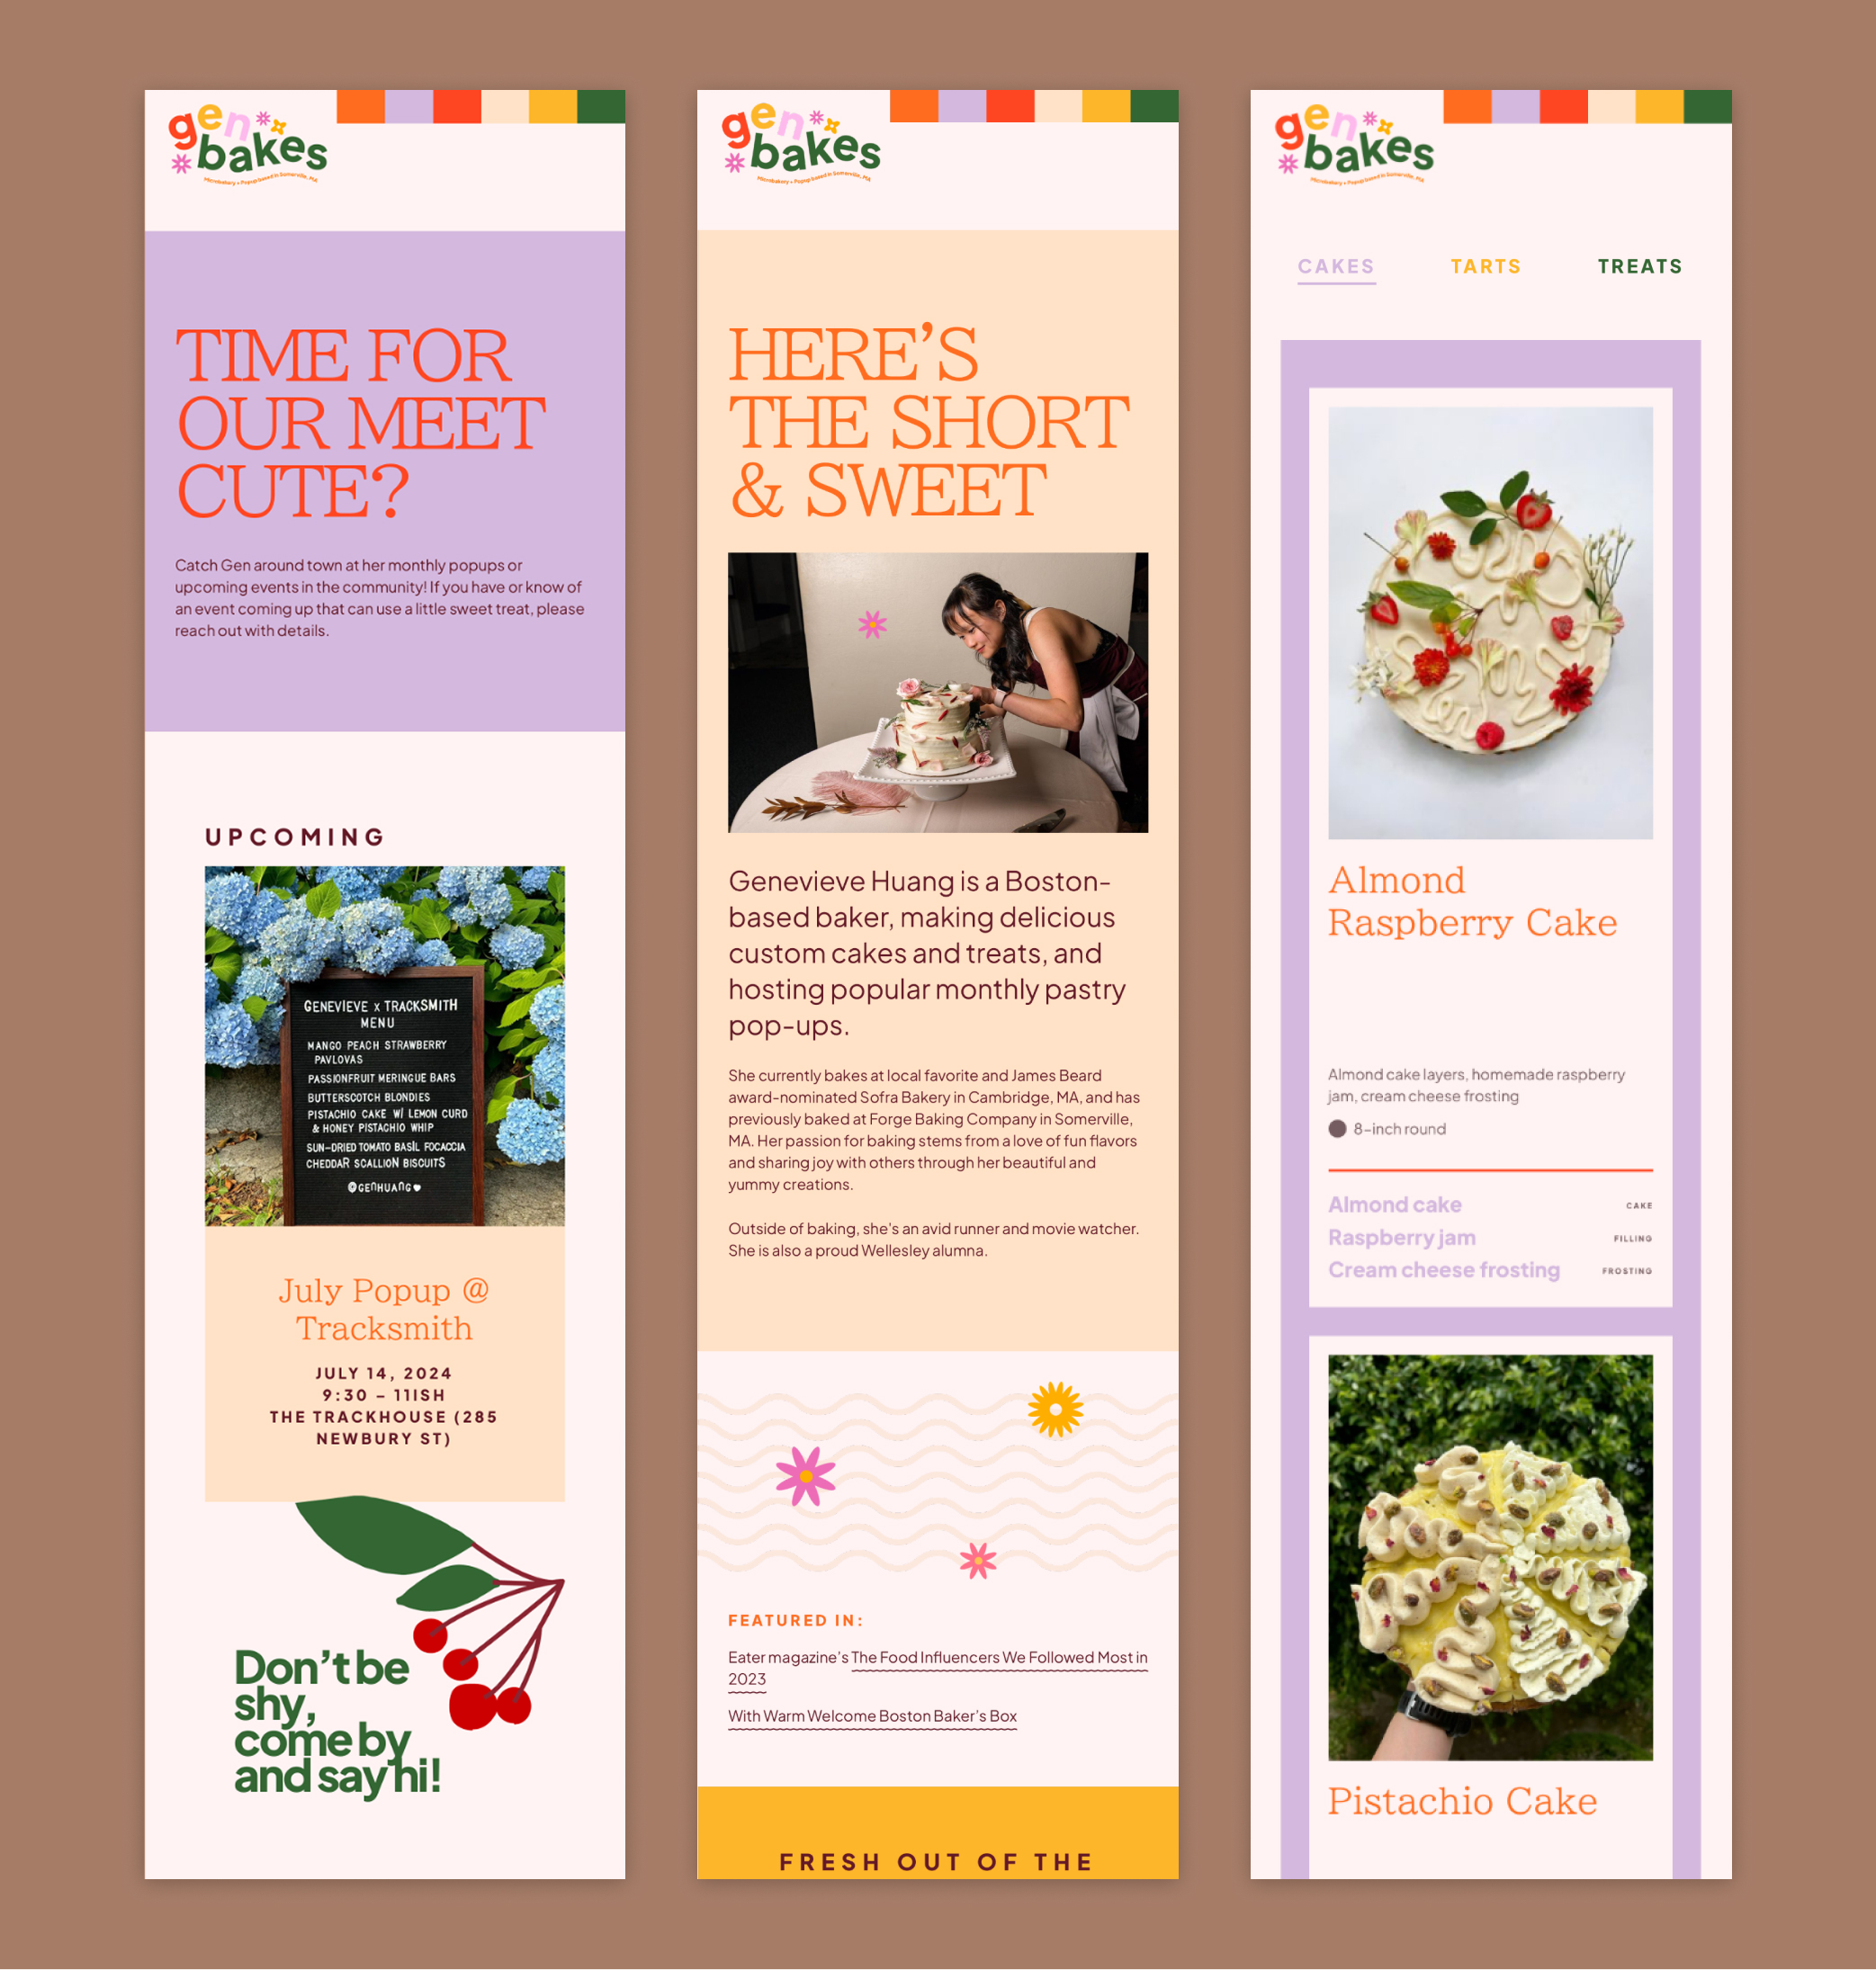 gen
bakes
Microbakery + Popup based in Somerville, MA
TIME FOR
OUR MEET
CUTE?
Catch Gen around town at her monthly popups or
upcoming events in the community! If you have or know of
an event coming up that can use a little sweet treat, please
reach out with details.
UPCOMING
GENEVIEVE x TRACKSMITH
MENU
MANGO PEACH STRAWBERRY
PAVLOVAS
PASSIONFRUIT MERINGUE BARS
BUTTERSCOTCH BLONDIES
PISTACHIO CAKE W/ LEMON CURD
& HONEY PISTACHIO WHIP
SUN-DRIED TOMATO BASIL FOCACCIA
CHEDDAR SCALLION BISCUITS
@GENHUANG♥
July Popup @
Tracksmith
JULY 14, 2024
9:30 – 11ISH
THE TRACKHOUSE (285
NEWBURY ST)
Don't be
shy,
come by
and say hi!
gen
bakes
Microbakery + Popup based in Somerville, MA
HERE'S
THE SHORT
& SWEET
Genevieve Huang is a Boston-
based baker, making delicious
custom cakes and treats, and
hosting popular monthly pastry
pop-ups.
She currently bakes at local favorite and James Beard
award-nominated Sofra Bakery in Cambridge, MA, and has
previously baked at Forge Baking Company in Somerville,
MA. Her passion for baking stems from a love of fun flavors
and sharing joy with others through her beautiful and
yummy creations.
Outside of baking, she's an avid runner and movie watcher.
She is also a proud Wellesley alumna.
FEATURED IN:
Eater magazine's The Food Influencers We Followed Most in
2023
With Warm Welcome Boston Baker's Box
FRESH OUT OF THE
gen
bakes
Microbakery + Popup based in Somerville, MA
CAKES TARTS TREATS
Almond
Raspberry Cake
Almond cake layers, homemade raspberry
jam, cream cheese frosting
8-inch round
Almond cake CAKE
Raspberry jam FILLING
Cream cheese frosting FROSTING
Pistachio Cake